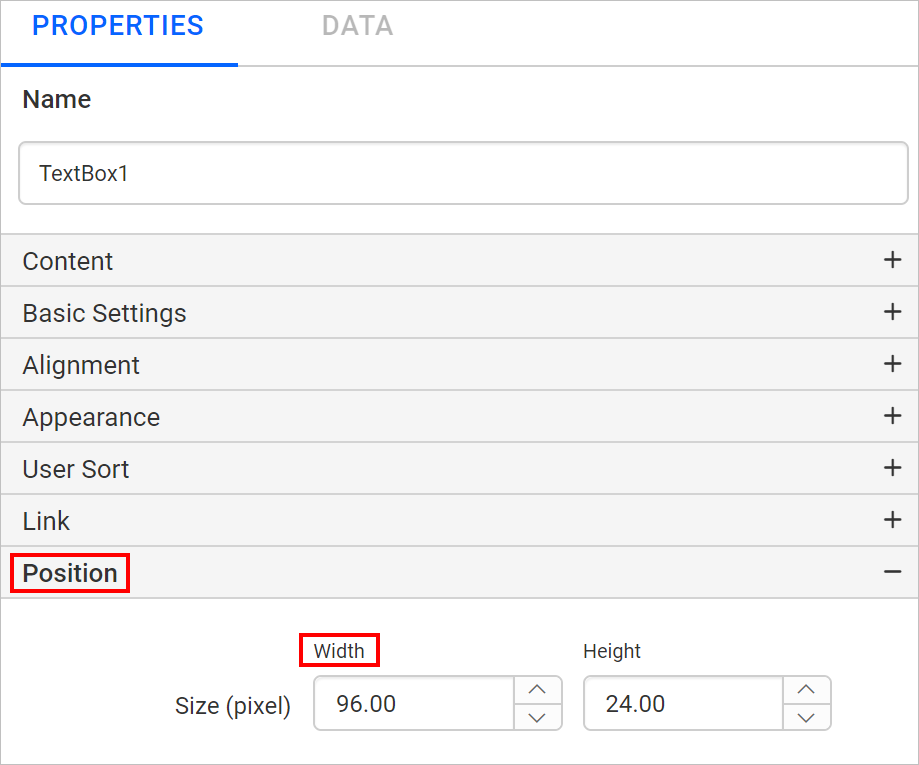 PROPERTIES DATA
Name
TextBox1
Content
Basic Settings
Alignment
Appearance
User Sort
Link
Position
Width Height
Size (pixel) 96.00 24.00